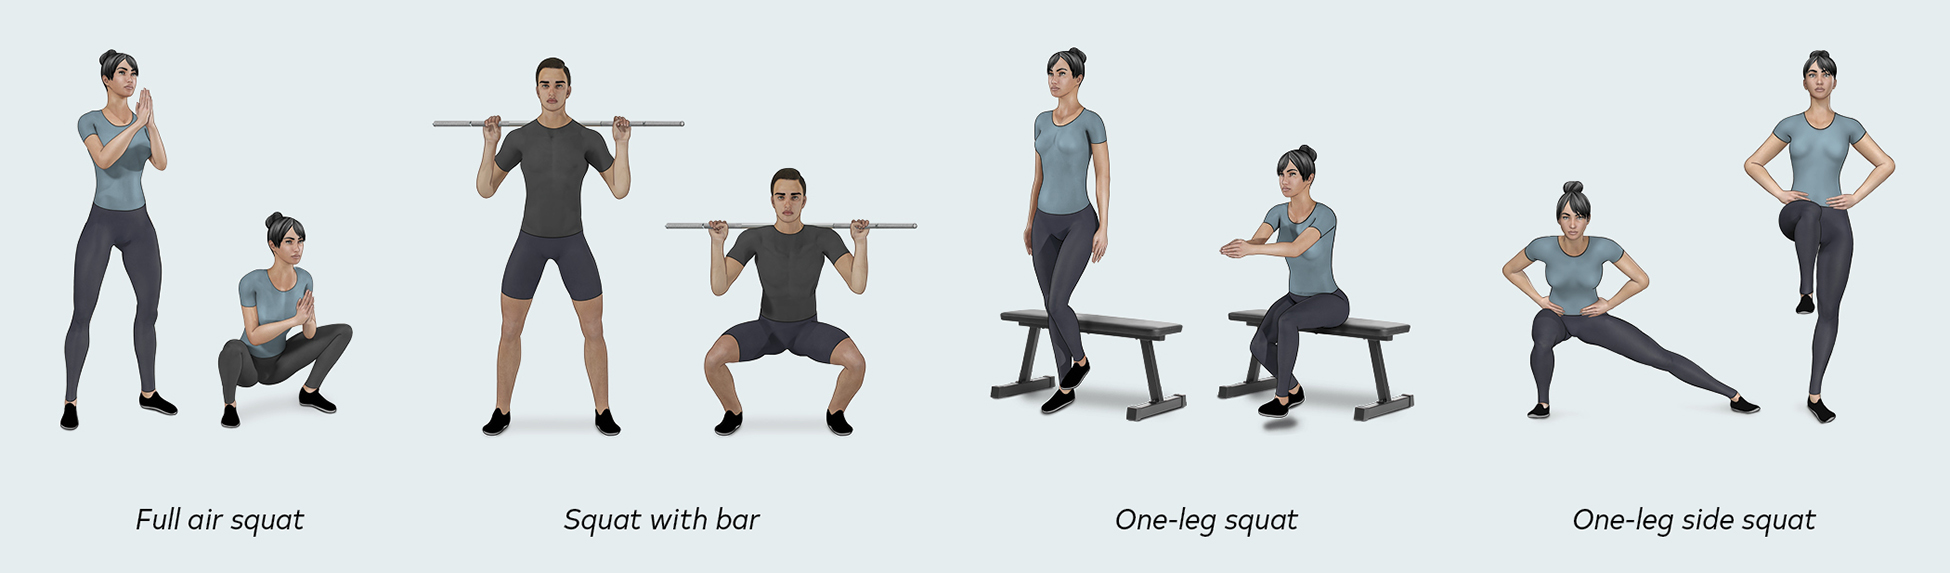 Full air squat
Squat with bar
One-leg squat
One-leg side squat